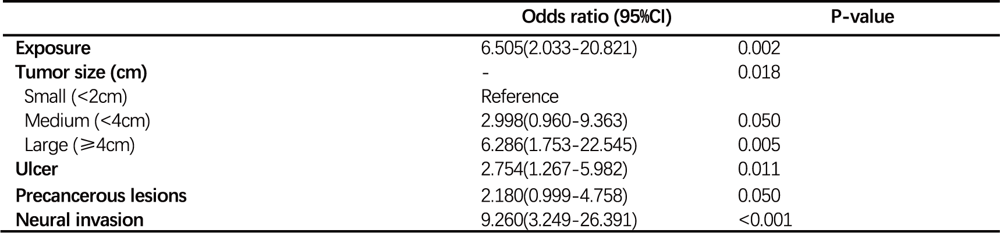 Odds ratio (95%CI) P-value
Exposure 6.505(2.033-20.821) 0.002
Tumor size (cm) - 0.018
Small (<2cm) Reference
Medium (<4cm) 2.998(0.960-9.363) 0.050
Large (⩾4cm) 6.286(1.753-22.545) 0.005
Ulcer 2.754(1.267-5.982) 0.011
Precancerous lesions 2.180(0.999-4.758) 0.050
Neural invasion 9.260(3.249-26.391) <0.001